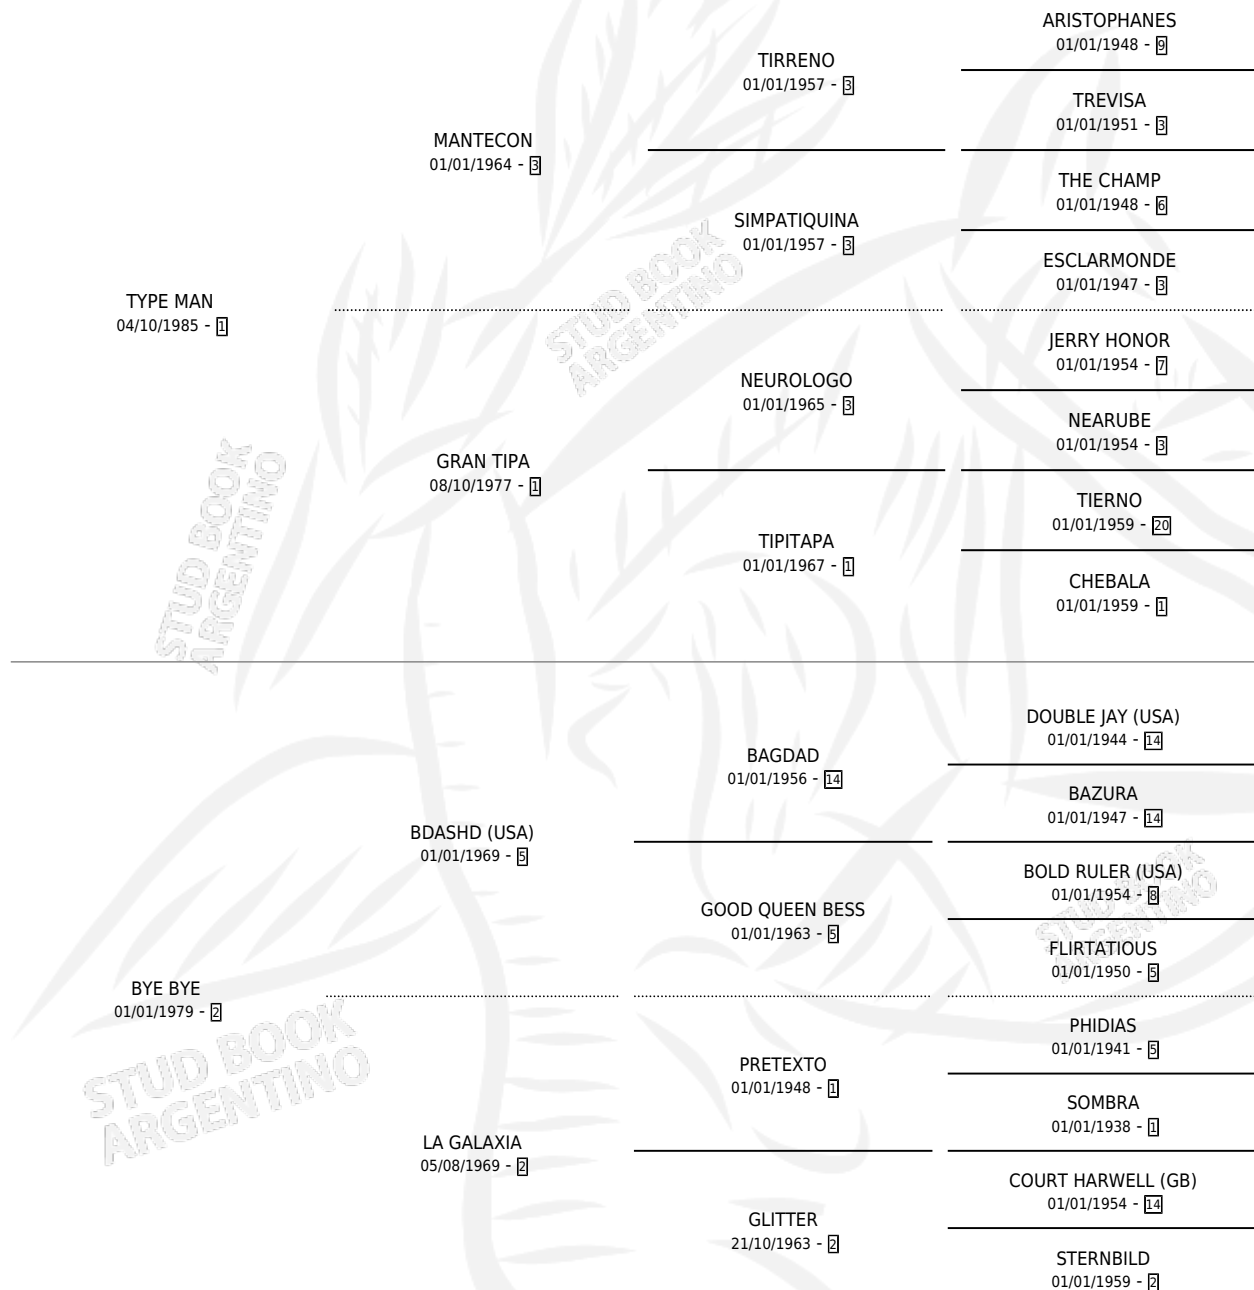 ARISTOPHANES
01/01/1948 - 9
TIRRENO
01/01/1957 - 3
TREVISA
01/01/1951 - 3
MANTECON
01/01/1964 - 3
THE CHAMP
01/01/1948 - 6
SIMPATIQUINA
01/01/1957 - 3
ESCLARMONDE
01/01/1947 - 3
TYPE MAN
04/10/1985 - 1
JERRY HONOR
01/01/1954 - 7
NEUROLOGO
01/01/1965 - 3
NEARUBE
01/01/1954 - 3
GRAN TIPA
08/10/1977 - 1
TIERNO
01/01/1959 - 20
TIPITAPA
01/01/1967 - 1
CHEBALA
01/01/1959 - 1
DOUBLE JAY (USA)
01/01/1944 - 14
BAGDAD
01/01/1956 - 14
BAZURA
01/01/1947 - 14
BDASHD (USA)
01/01/1969 - 5
BOLD RULER (USA)
01/01/1954 - 8
GOOD QUEEN BESS
01/01/1963 - 5
FLIRTATIOUS
01/01/1950 - 5
BYE BYE
01/01/1979 - 2
PHIDIAS
01/01/1941 - 5
PRETEXTO
01/01/1948 - 1
SOMBRA
01/01/1938 - 1
LA GALAXIA
05/08/1969 - 2
COURT HARWELL (GB)
01/01/1954 - 14
GLITTER
21/10/1963 - 2
STERNBILD
01/01/1959 - 2
STUD BOOK
ARGENTINO
STUD BOOK
ARGENTINO
STUD BOOK
ARGENTINO
STUD BOOK
ARGENTINO